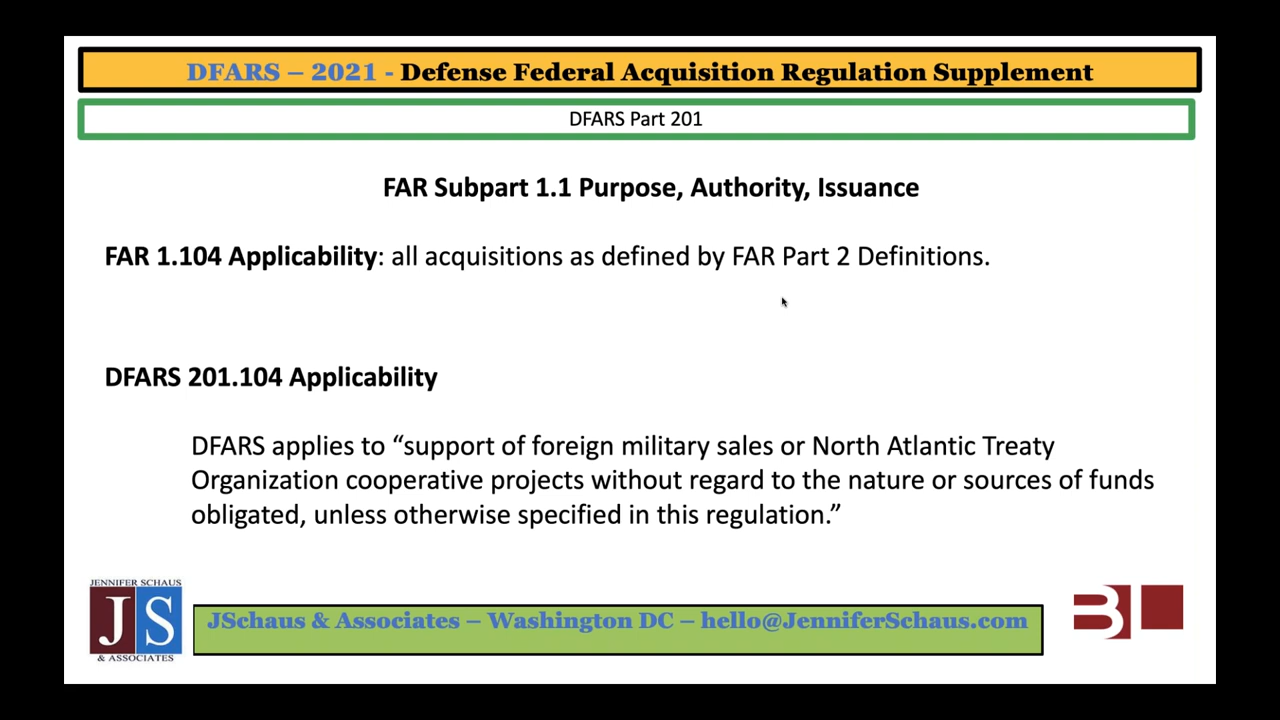 DFARS – 2021 - Defense Federal Acquisition Regulation Supplement
DFARS Part 201
FAR Subpart 1.1 Purpose, Authority, Issuance
FAR 1.104 Applicability: all acquisitions as defined by FAR Part 2 Definitions.
DFARS 201.104 Applicability
DFARS applies to “support of foreign military sales or North Atlantic Treaty
Organization cooperative projects without regard to the nature or sources of funds
obligated, unless otherwise specified in this regulation.”
JENNIFER SCHAUS
JS
& ASSOCIATES
JSchaus & Associates – Washington DC – hello@JenniferSchaus.com
B